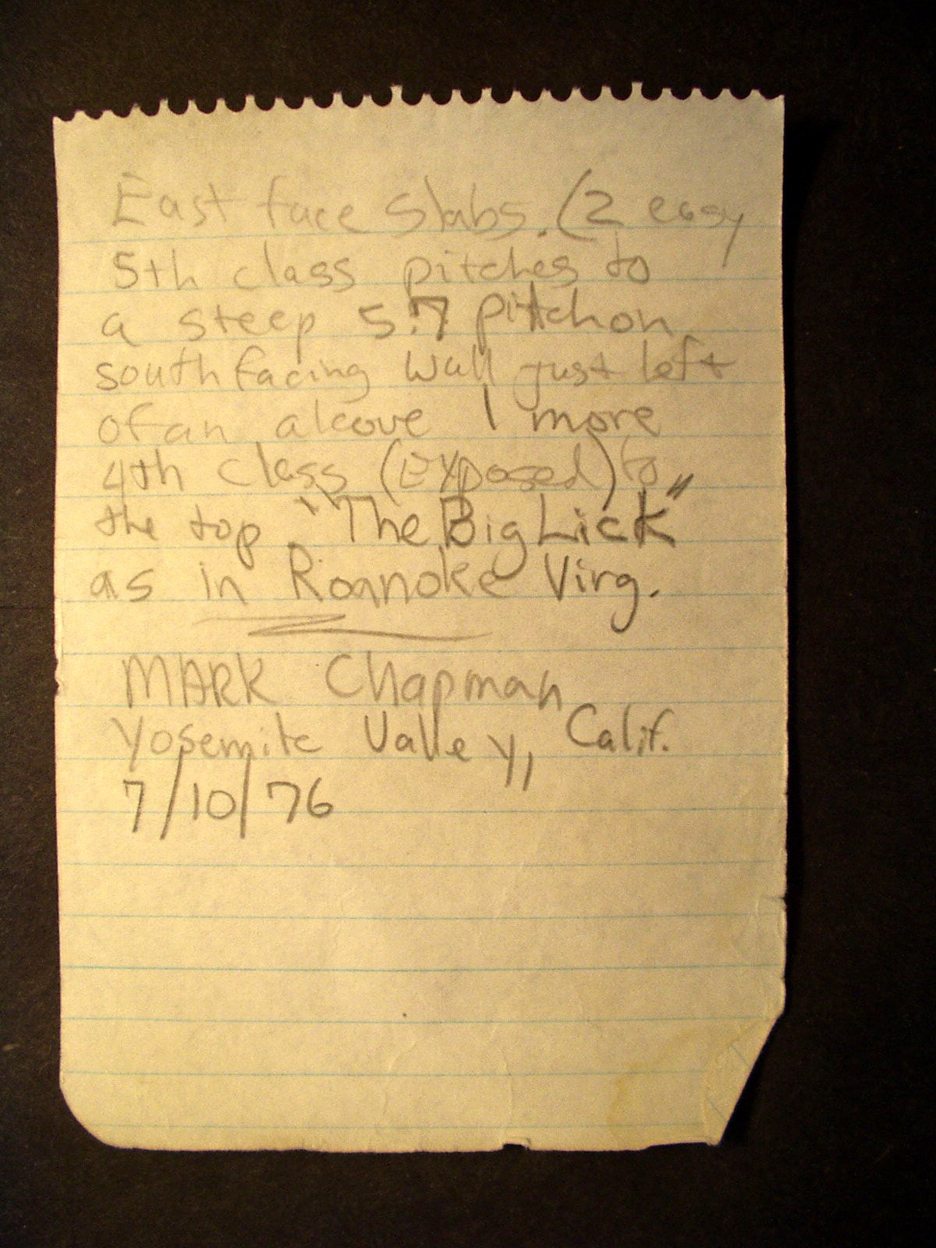 East face Slabs. (2 easy
5th class pitches to
a steep 5.7 pitch on
south facing Wall just left
of an alcove 1 more
4th class (Exposed) to
the top "The Big Lick"
as in Roanoke Virg.
MARK Chapman
Yosemite Valley, Calif.
7/10/76